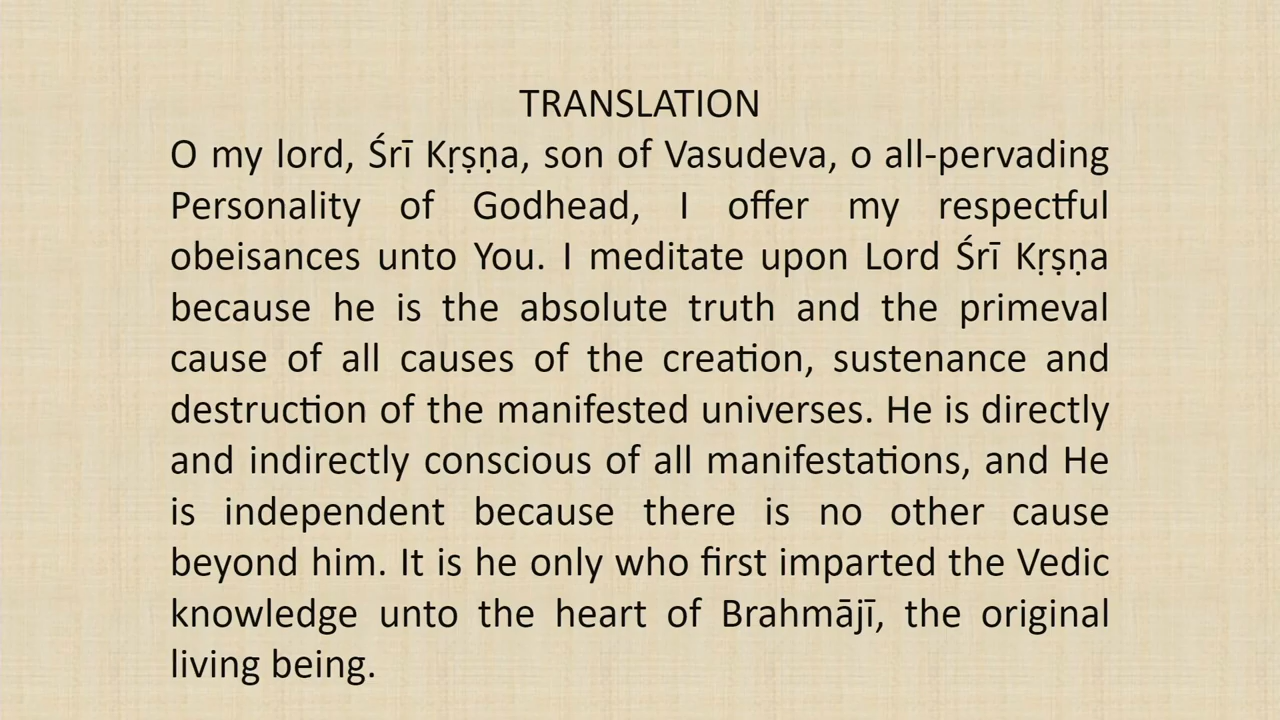 TRANSLATION
O my lord, Śrī Kṛṣṇa, son of Vasudeva, o all-pervading
Personality of Godhead, I offer my respectful
obeisances unto You. I meditate upon Lord Śrī Kṛṣṇa
because he is the absolute truth and the primeval
cause of all causes of the creation, sustenance and
destruction of the manifested universes. He is directly
and indirectly conscious of all manifestations, and He
is independent because there is no other cause
beyond him. It is he only who first imparted the Vedic
knowledge unto the heart of Brahmājī, the original
living being.